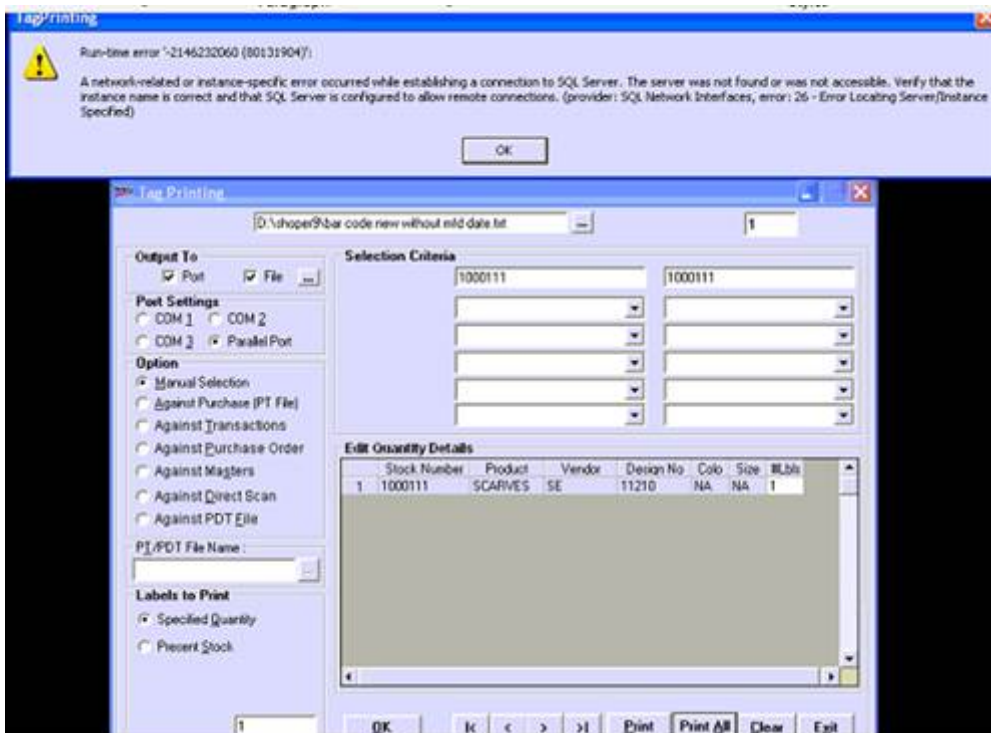 TagPrinting
Run-time error '-2146232060 (80131904)':
A network-related or instance-specific error occurred while establishing a connection to SQL Server. The server was not found or was not accessible. Verify that the
instance name is correct and that SQL Server is configured to allow remote connections. (provider: SQL Network Interfaces, error: 26 - Error Locating Server/Instance
Specified)
OK
Tag Printing
D:\shoper9\bar code new without mfd date.txt ... 1
Output To
Port File ...
Port Settings
COM 1 COM 2
COM 3 Parallel Port
Option
Manual Selection
Against Purchase (PT File)
Against Transactions
Against Purchase Order
Against Masters
Against Direct Scan
Against PDT File
PT/PDT File Name :
...
Labels to Print
Specified Quantity
Present Stock
1
Selection Criteria
1000111 1000111
Edit Quantity Details
Stock Number Product Vendor Design No Colo Size #Lbls
1 1000111 SCARVES SE 11210 NA NA 1
OK |< < > >| Print Print All Clear Exit